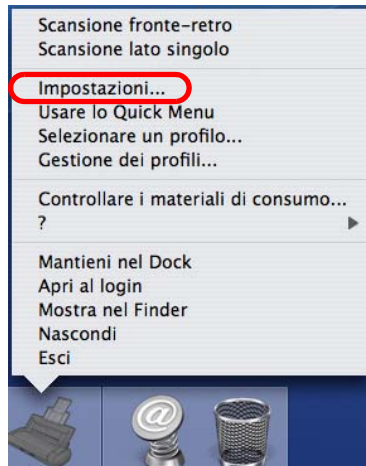 Scansione fronte-retro
Scansione lato singolo
Impostazioni...
Usare lo Quick Menu
Selezionare un profilo...
Gestione dei profili...
Controllare i materiali di consumo...
?
Mantieni nel Dock
Apri al login
Mostra nel Finder
Nascondi
Esci
@